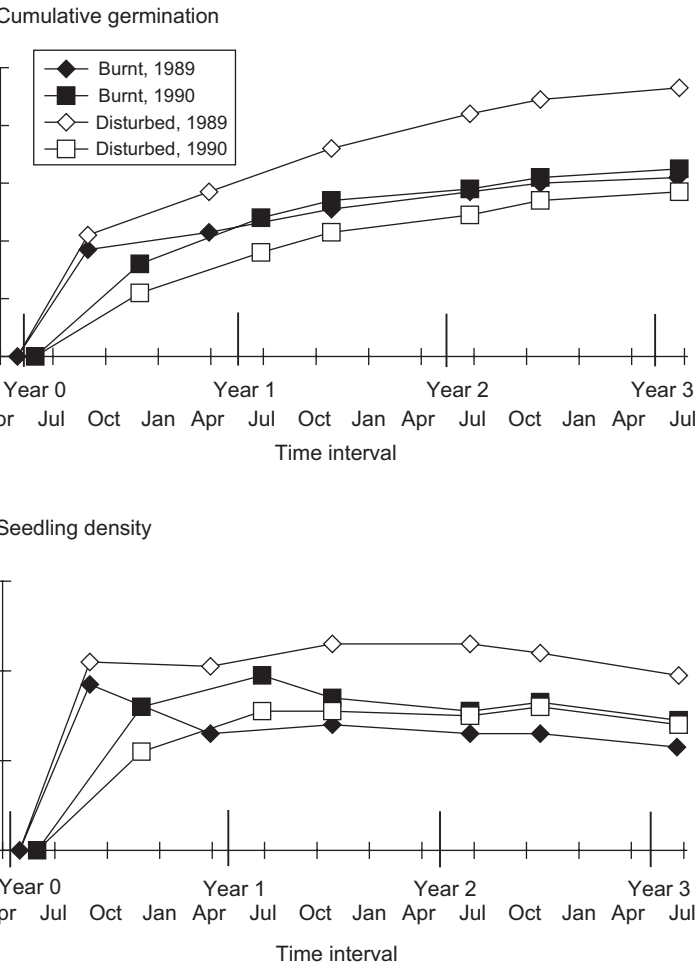 Cumulative germination
Burnt, 1989
Burnt, 1990
Disturbed, 1989
Disturbed, 1990
Year 0 Year 1 Year 2 Year 3
Jul Oct Jan Apr Jul Oct Jan Apr Jul Oct Jan Apr Jul
Time interval
Seedling density
Year 0 Year 1 Year 2 Year 3
Jul Oct Jan Apr Jul Oct Jan Apr Jul Oct Jan Apr Jul
Time interval